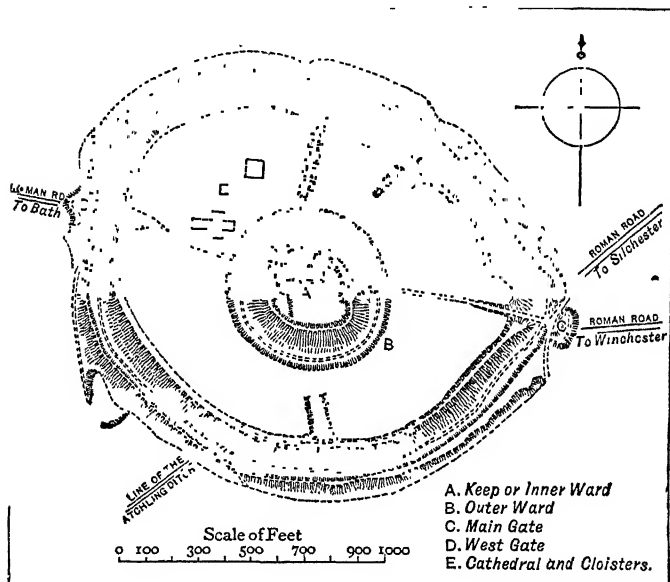 ROMAN RD
To Bath
E
A
B
C
ROMAN ROAD
To Silchester
ROMAN ROAD
To Winchester
LINE OF THE
ATCHLING DITCH
A. Keep or Inner Ward
B. Outer Ward
C. Main Gate
D. West Gate
E. Cathedral and Cloisters.
Scale of Feet
0 100 300 500 700 900 1000